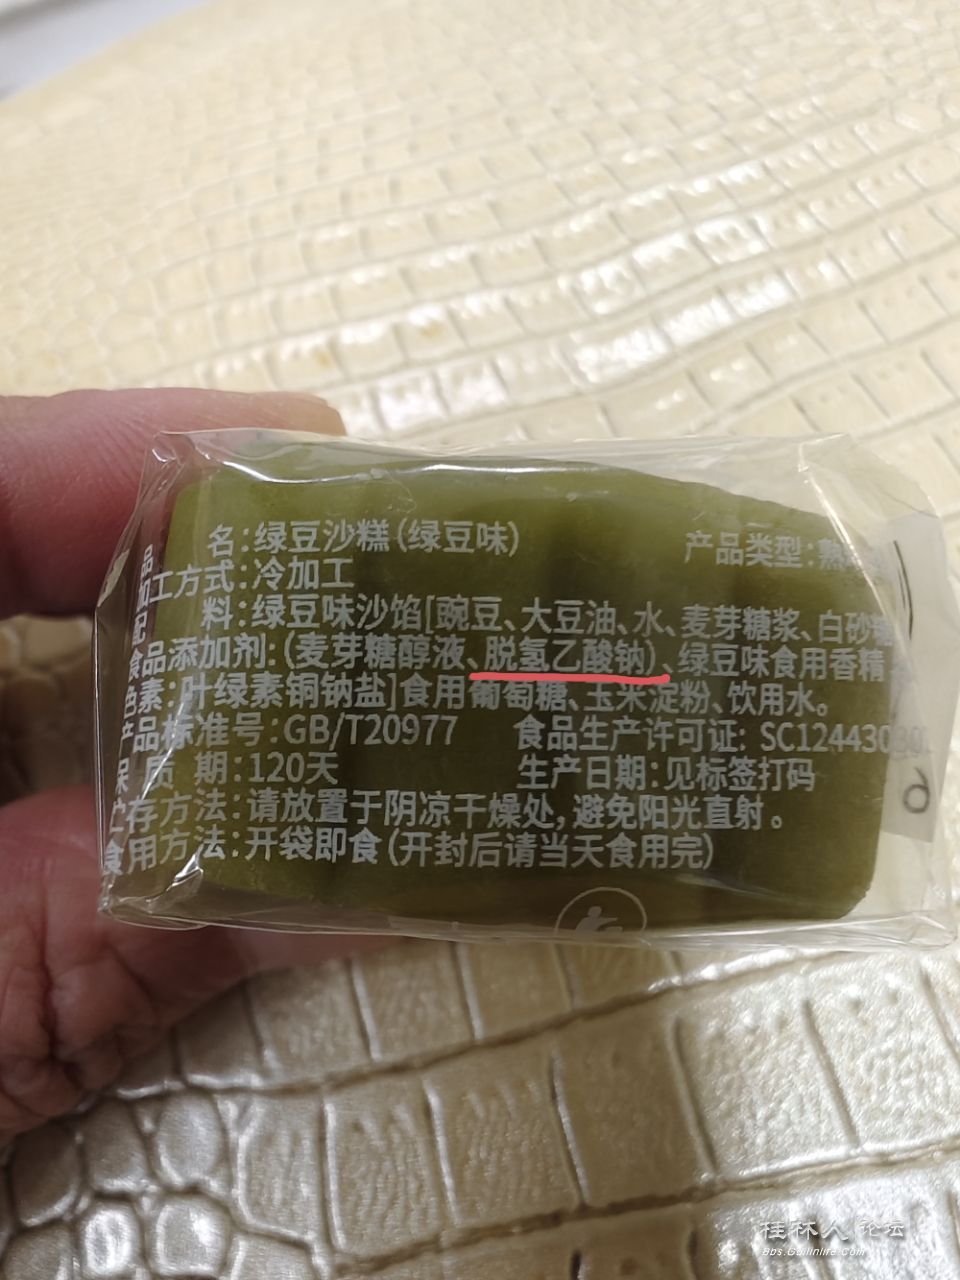 品 名:绿豆沙糕(绿豆味)
产品类型:熟
加工方式:冷加工
配 料:绿豆味沙馅[豌豆、大豆油、水、麦芽糖浆、白砂糖
食品添加剂:(麦芽糖醇液、脱氢乙酸钠)、绿豆味食用香精
色素:叶绿素铜钠盐]食用葡萄糖、玉米淀粉、饮用水。
产品标准号:GB/T20977 食品生产许可证: SC124430
保 质 期:120天 生产日期:见标签打码
贮存方法:请放置于阴凉干燥处,避免阳光直射。
食用方法:开袋即食(开封后请当天食用完)
桂林人论坛
Bbs.Guilinlife.com